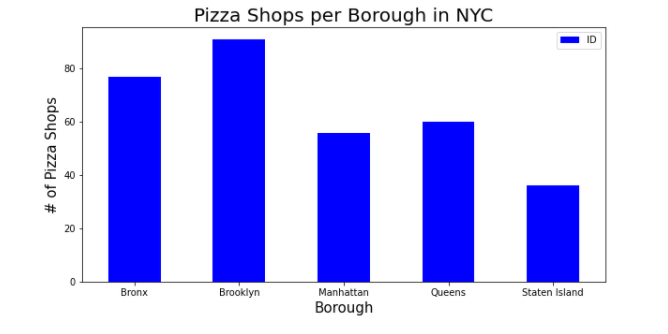 Pizza Shops per Borough in NYC
ID
# of Pizza Shops
80
60
40
20
0
Bronx Brooklyn Manhattan Queens Staten Island
Borough